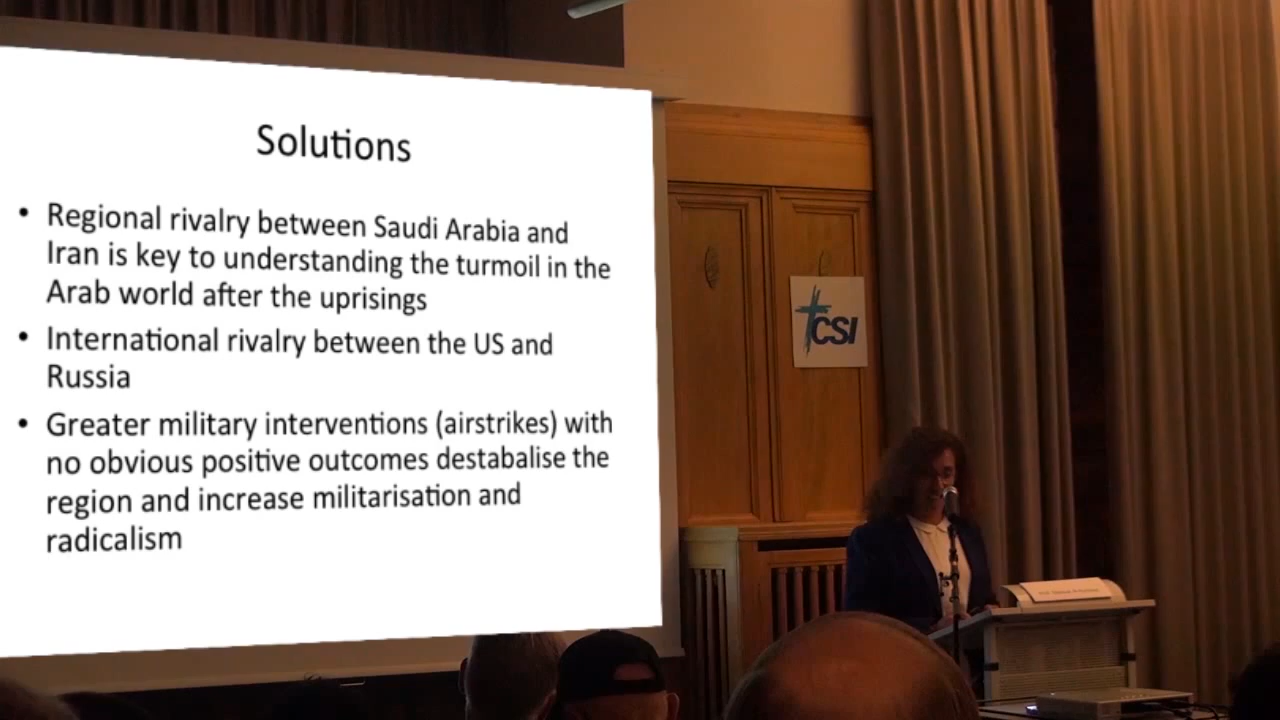 Solutions
• Regional rivalry between Saudi Arabia and
Iran is key to understanding the turmoil in the
Arab world after the uprisings
• International rivalry between the US and
Russia
• Greater military interventions (airstrikes) with
no obvious positive outcomes destabalise the
region and increase militarisation and
radicalism
CSI